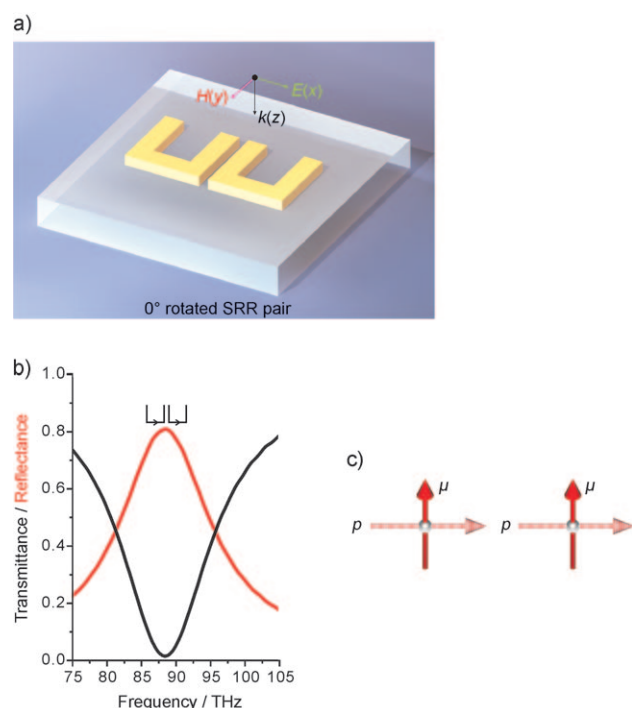 a)
H(y)
E(x)
k(z)
0° rotated SRR pair
b)
Transmittance / Reflectance
1.0
0.8
0.6
0.4
0.2
0.0
75 80 85 90 95 100 105
Frequency / THz
c)
μ μ
p p